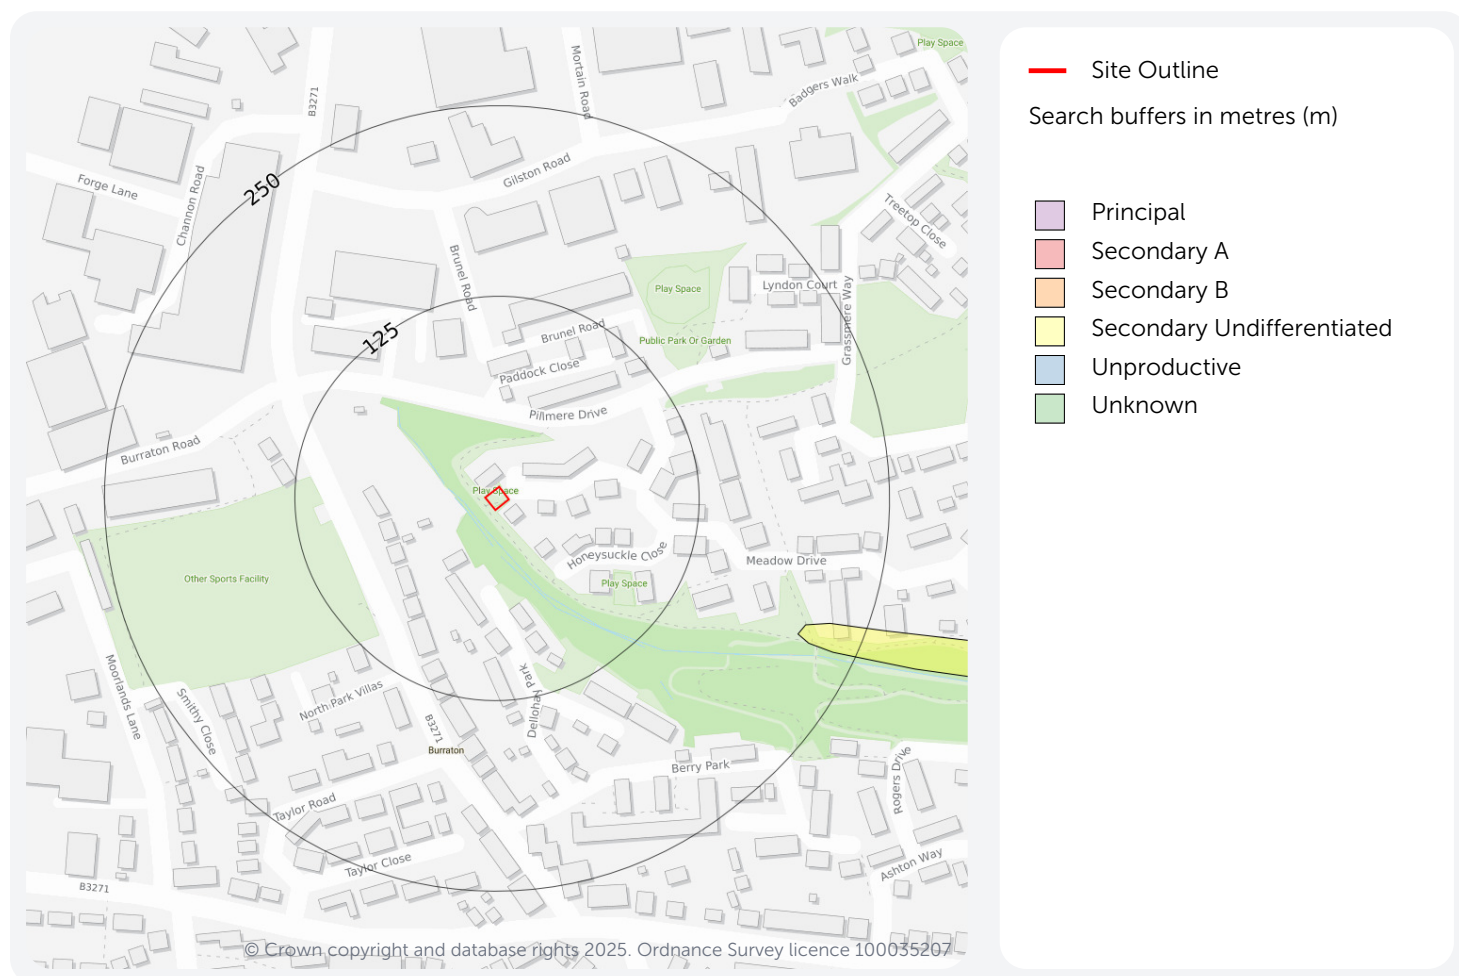 Play Space
Mortain Road
Badgers Walk
B3271
Forge Lane
Channon Road
250
Gilston Road
Treetop Close
Brunel Road
Play Space
Lyndon Court
Grassmere Way
125
Brunel Road
Public Park Or Garden
Paddock Close
Pillmere Drive
Burraton Road
Play Space
Honeysuckle Close
Meadow Drive
Other Sports Facility
Play Space
Moorlands Lane
Smithy Close
North Park Villas
Dellohay Park
B3271
Burraton
Berry Park
Rogers Drive
Taylor Road
Taylor Close
Ashton Way
B3271
© Crown copyright and database rights 2025. Ordnance Survey licence 100035207
Site Outline
Search buffers in metres (m)
Principal
Secondary A
Secondary B
Secondary Undifferentiated
Unproductive
Unknown